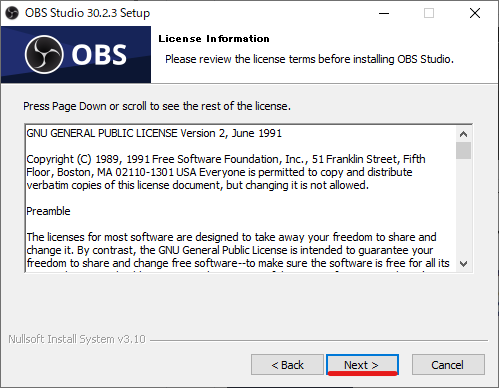 OBS Studio 30.2.3 Setup
OBS
License Information
Please review the license terms before installing OBS Studio.
Press Page Down or scroll to see the rest of the license.
GNU GENERAL PUBLIC LICENSE Version 2, June 1991
Copyright (C) 1989, 1991 Free Software Foundation, Inc., 51 Franklin Street, Fifth
Floor, Boston, MA 02110-1301 USA Everyone is permitted to copy and distribute
verbatim copies of this license document, but changing it is not allowed.
Preamble
The licenses for most software are designed to take away your freedom to share and
change it. By contrast, the GNU General Public License is intended to guarantee your
freedom to share and change free software--to make sure the software is free for all its
Nullsoft Install System v3.10
< Back
Next >
Cancel